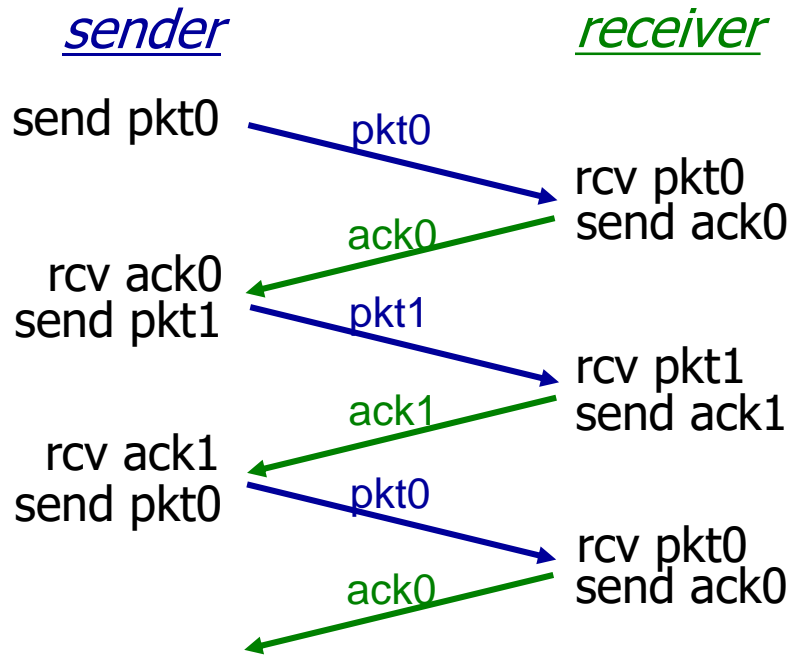 sender
receiver
send pkt0
pkt0
rcv pkt0
send ack0
ack0
rcv ack0
send pkt1
pkt1
rcv pkt1
send ack1
ack1
rcv ack1
send pkt0
pkt0
rcv pkt0
send ack0
ack0